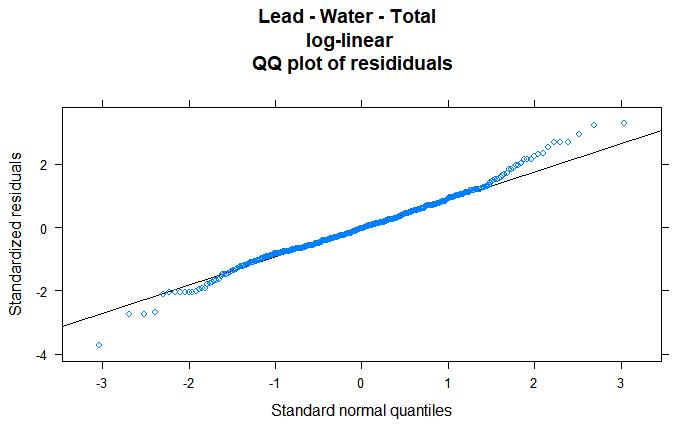 Lead - Water - Total
log-linear
QQ plot of resididuals
2
0
-2
-4
Standardized residuals
-3
-2
-1
0
1
2
3
Standard normal quantiles